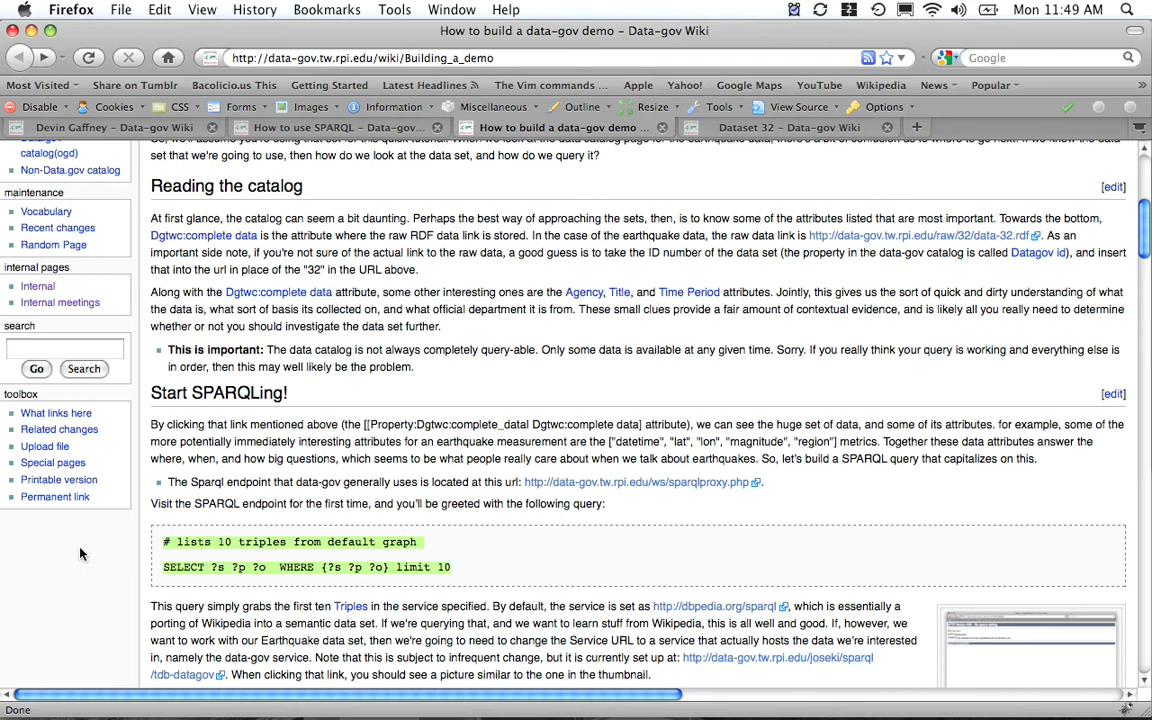 Firefox File Edit View History Bookmarks Tools Window Help Mon 11:49 AM
How to build a data-gov demo – Data-gov Wiki
http://data-gov.tw.rpi.edu/wiki/Building_a_demo Google
Most Visited Share on Tumblr Bacolicio.us This Getting Started Latest Headlines The Vim commands ... Apple Yahoo! Google Maps YouTube Wikipedia News Popular »
Disable Cookies CSS Forms Images Information Miscellaneous Outline Resize Tools View Source Options
Devin Gaffney – Data-gov Wiki How to use SPARQL – Data-gov... How to build a data-gov demo ... Dataset 32 – Data-gov Wiki
catalog(ogd)
Non-Data.gov catalog
maintenance
Vocabulary
Recent changes
Random Page
internal pages
Internal
Internal meetings
search
Go Search
toolbox
What links here
Related changes
Upload file
Special pages
Printable version
Permanent link
set that we're going to use, then how do we look at the data set, and how do we query it?
Reading the catalog [edit]
At first glance, the catalog can seem a bit daunting. Perhaps the best way of approaching the sets, then, is to know some of the attributes listed that are most important. Towards the bottom,
Dgtwc:complete data is the attribute where the raw RDF data link is stored. In the case of the earthquake data, the raw data link is http://data-gov.tw.rpi.edu/raw/32/data-32.rdf . As an
important side note, if you're not sure of the actual link to the raw data, a good guess is to take the ID number of the data set (the property in the data-gov catalog is called Datagov id), and insert
that into the url in place of the "32" in the URL above.
Along with the Dgtwc:complete data attribute, some other interesting ones are the Agency, Title, and Time Period attributes. Jointly, this gives us the sort of quick and dirty understanding of what
the data is, what sort of basis its collected on, and what official department it is from. These small clues provide a fair amount of contextual evidence, and is likely all you really need to determine
whether or not you should investigate the data set further.
This is important: The data catalog is not always completely query-able. Only some data is available at any given time. Sorry. If you really think your query is working and everything else is
in order, then this may well likely be the problem.
Start SPARQLing! [edit]
By clicking that link mentioned above (the [[Property:Dgtwc:complete_data| Dgtwc:complete data] attribute), we can see the huge set of data, and some of its attributes. for example, some of the
more potentially immediately interesting attributes for an earthquake measurement are the ["datetime", "lat", "lon", "magnitude", "region"] metrics. Together these data attributes answer the
where, when, and how big questions, which seems to be what people really care about when we talk about earthquakes. So, let's build a SPARQL query that capitalizes on this.
The Sparql endpoint that data-gov generally uses is located at this url: http://data-gov.tw.rpi.edu/ws/sparqlproxy.php .
Visit the SPARQL endpoint for the first time, and you'll be greeted with the following query:
# lists 10 triples from default graph
SELECT ?s ?p ?o WHERE {?s ?p ?o} limit 10
This query simply grabs the first ten Triples in the service specified. By default, the service is set as http://dbpedia.org/sparql , which is essentially a
porting of Wikipedia into a semantic data set. If we're querying that, and we want to learn stuff from Wikipedia, this is all well and good. If, however, we
want to work with our Earthquake data set, then we're going to need to change the Service URL to a service that actually hosts the data we're interested
in, namely the data-gov service. Note that this is subject to infrequent change, but it is currently set up at: http://data-gov.tw.rpi.edu/joseki/sparql
/tdb-datagov . When clicking that link, you should see a picture similar to the one in the thumbnail.
Done